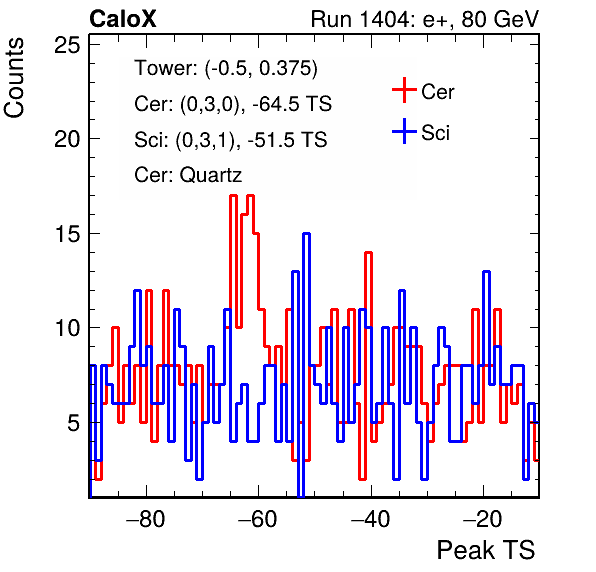 CaloX
Run 1404: e+, 80 GeV
Counts
25
20
15
10
5
Tower: (-0.5, 0.375)
Cer: (0,3,0), -64.5 TS
Sci: (0,3,1), -51.5 TS
Cer: Quartz
Cer
Sci
−80
−60
−40
−20
Peak TS